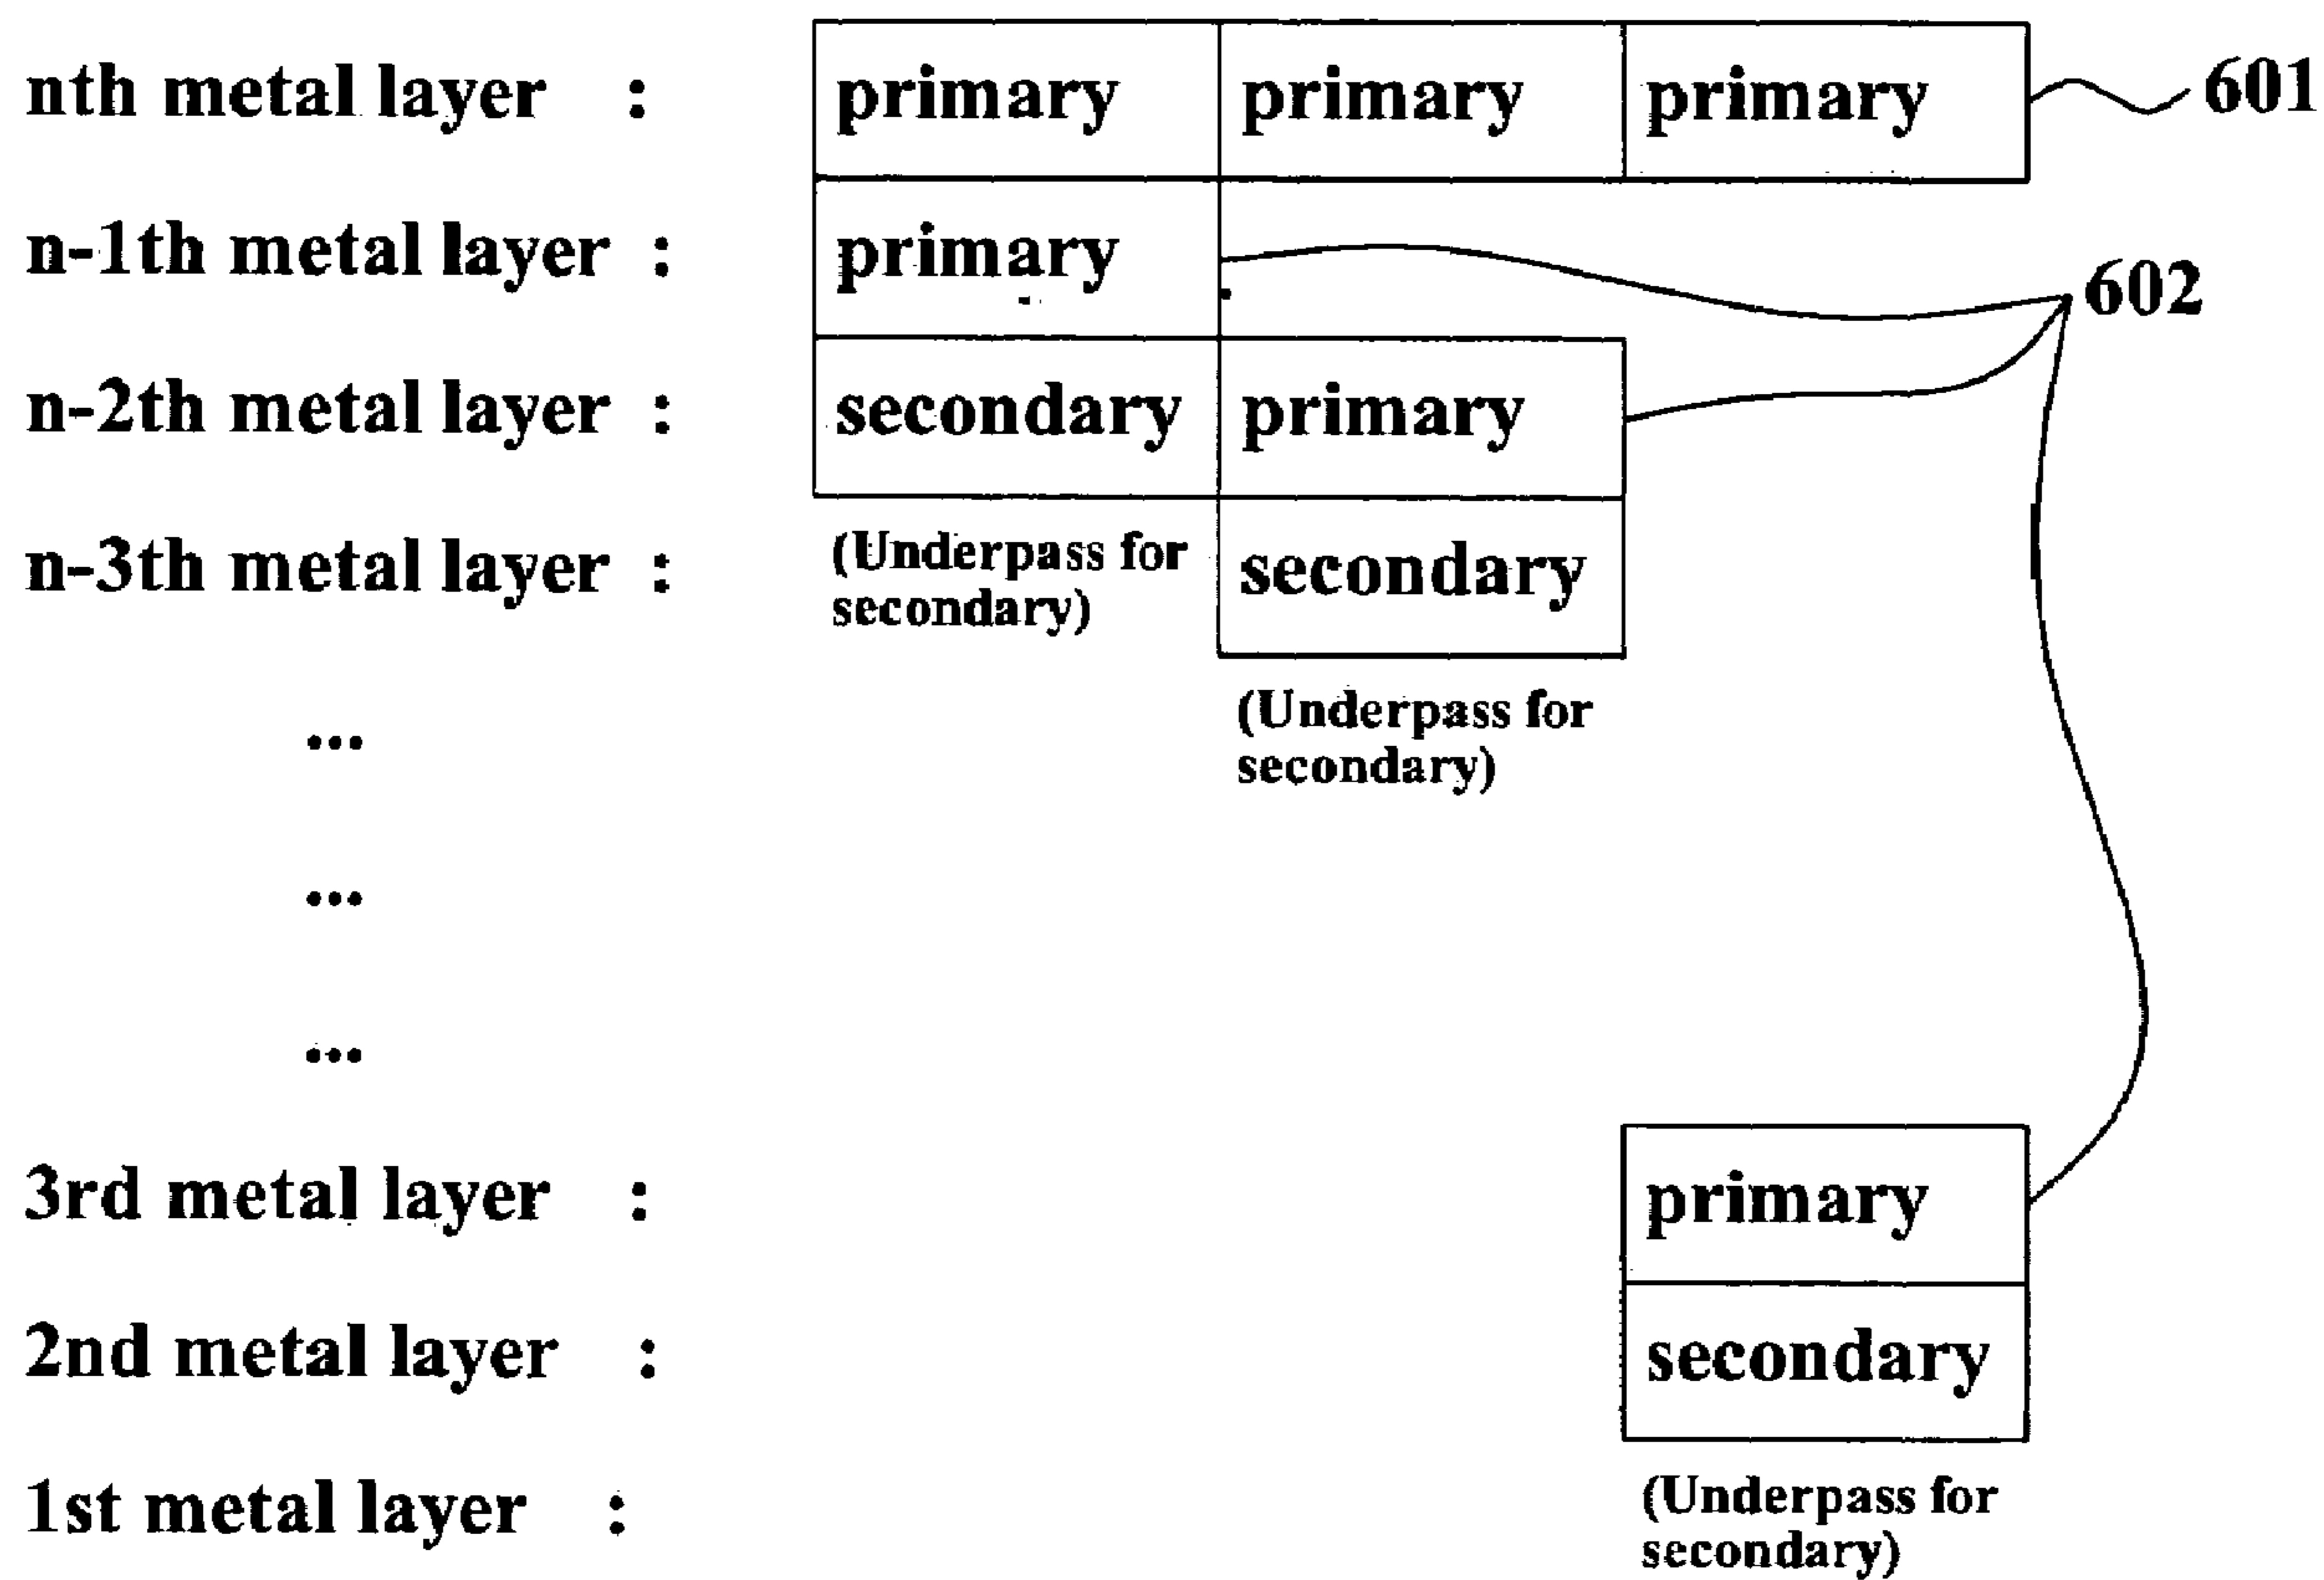 nth metal layer : primary primary primary 601
n-1th metal layer : primary
602
n-2th metal layer : secondary primary
n-3th metal layer : (Underpass for secondary) secondary
(Underpass for
secondary)
...
...
...
3rd metal layer : primary
2nd metal layer : secondary
1st metal layer : (Underpass for
secondary)